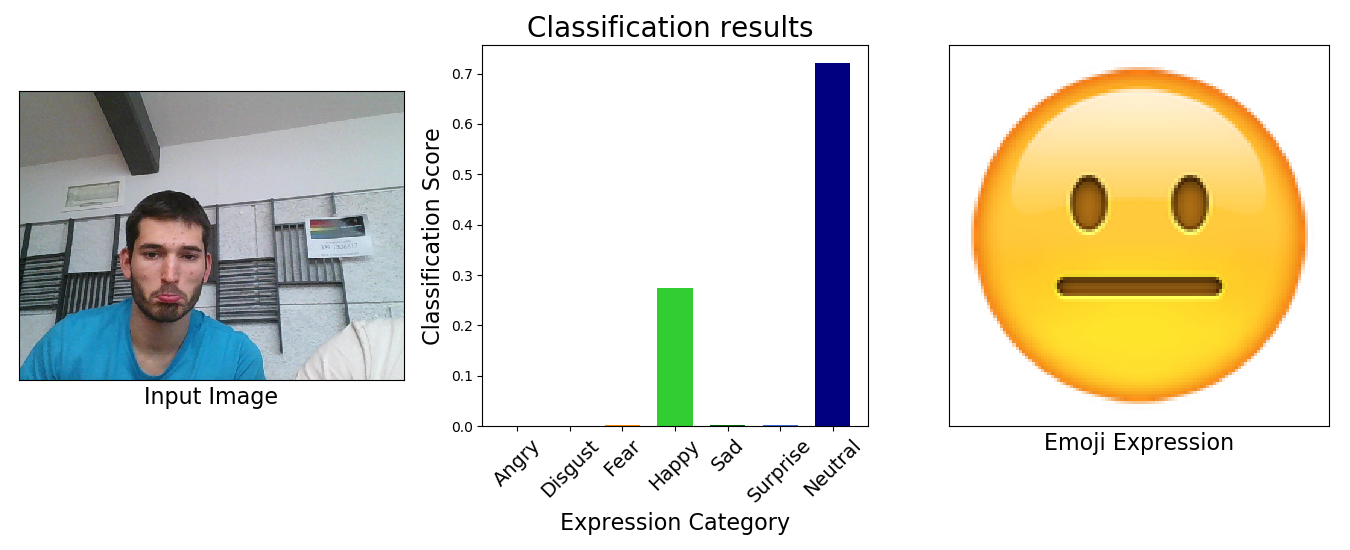 Classification results
Classification Score
0.7
0.6
0.5
0.4
0.3
0.2
0.1
0.0
Angry
Disgust
Fear
Happy
Sad
Surprise
Neutral
Expression Category
Input Image
Emoji Expression